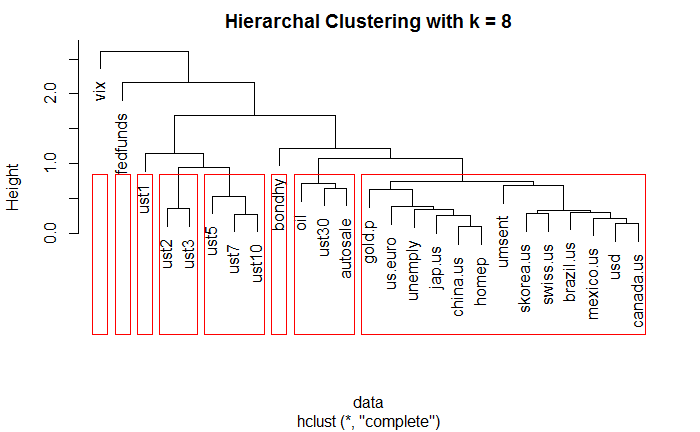 Hierarchal Clustering with k = 8
Height
2.0
1.0
0.0
vix
fedfunds
ust1
ust2
ust3
ust5
ust7
ust10
bondhy
oil
ust30
autosale
gold.p
us.euro
unemply
jap.us
china.us
homep
umsent
skorea.us
swiss.us
brazil.us
mexico.us
usd
canada.us
data
hclust (*, "complete")